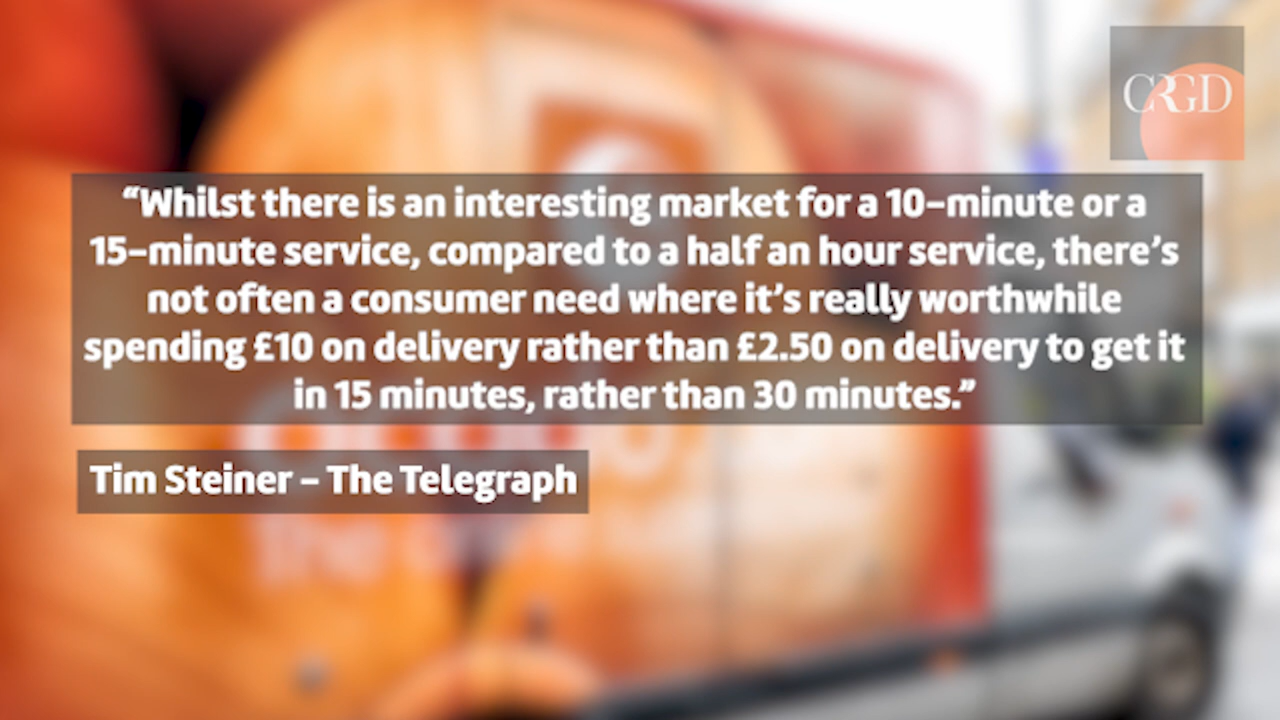 CRGD
“Whilst there is an interesting market for a 10-minute or a
15-minute service, compared to a half an hour service, there’s
not often a consumer need where it’s really worthwhile
spending £10 on delivery rather than £2.50 on delivery to get it
in 15 minutes, rather than 30 minutes.”
Tim Steiner - The Telegraph